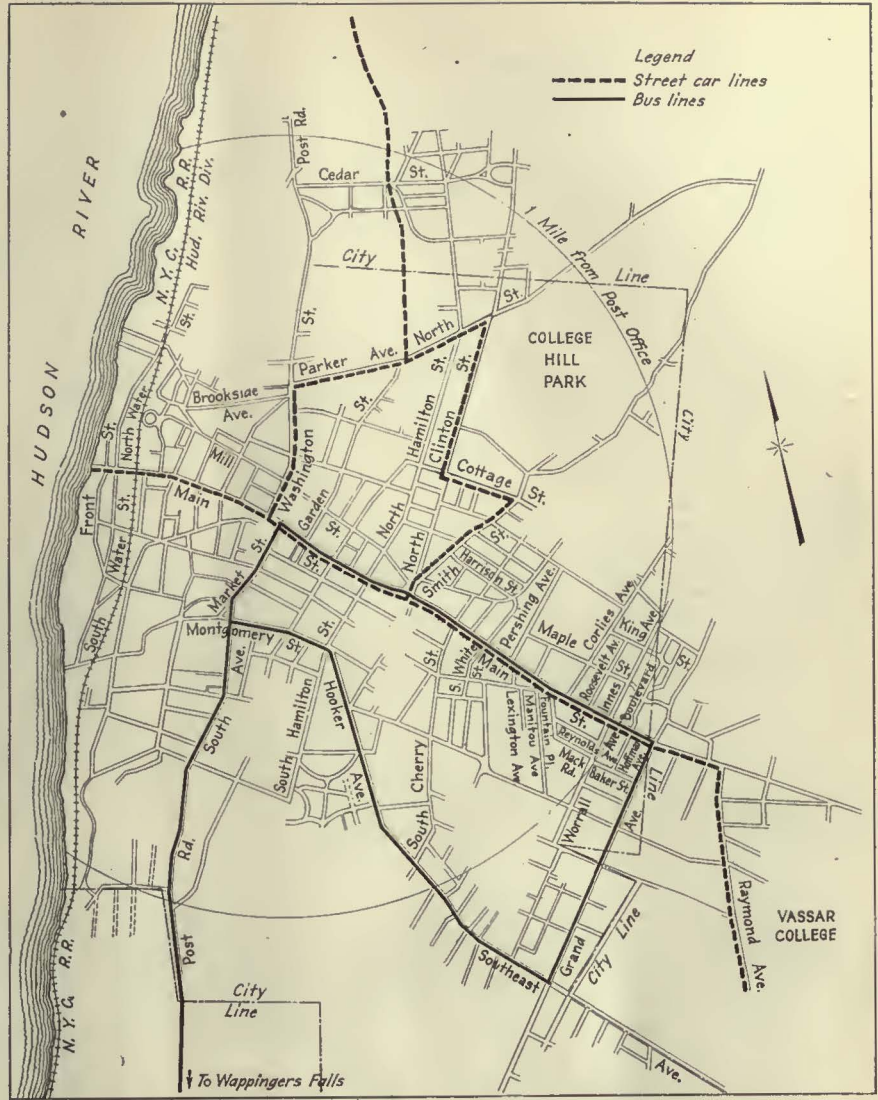 Legend
Street car lines
Bus lines
Post Rd.
Cedar St.
RIVER
HUDSON
N. Y. C. R.R.
Hud. Riv. Div.
1 Mile from Post Office
City Line
COLLEGE
HILL
PARK
City
Line
St.
Parker Ave.
North St.
St.
Brookside
Ave.
St.
North Water
St.
Mill
Washington
St.
Hamilton
St.
North
Clinton
St.
North
Cottage
St.
Main
Garden
St.
Front
St.
Water
St.
South
Market
St.
Smith
St.
Harrison St.
Pershing Ave.
Maple
St.
Corlies Ave.
King Ave.
Roosevelt Av.
Innes
Boulevard
Montgomery
St.
Ave.
South
St.
South Hamilton
Hooker
Ave.
S. White St.
St.
Main
St.
Lexington Ave.
Manitou Ave
Fountain Pl.
Reynolds Ave
Mack
Rd.
Baker St.
Hoffman Ave
South Cherry
Worrall
Ave.
Grand
Ave.
City Line
Raymond Ave.
VASSAR
COLLEGE
Post Rd.
N. Y. C. R.R.
Southeast
Ave.
City
Line
To Wappingers Falls